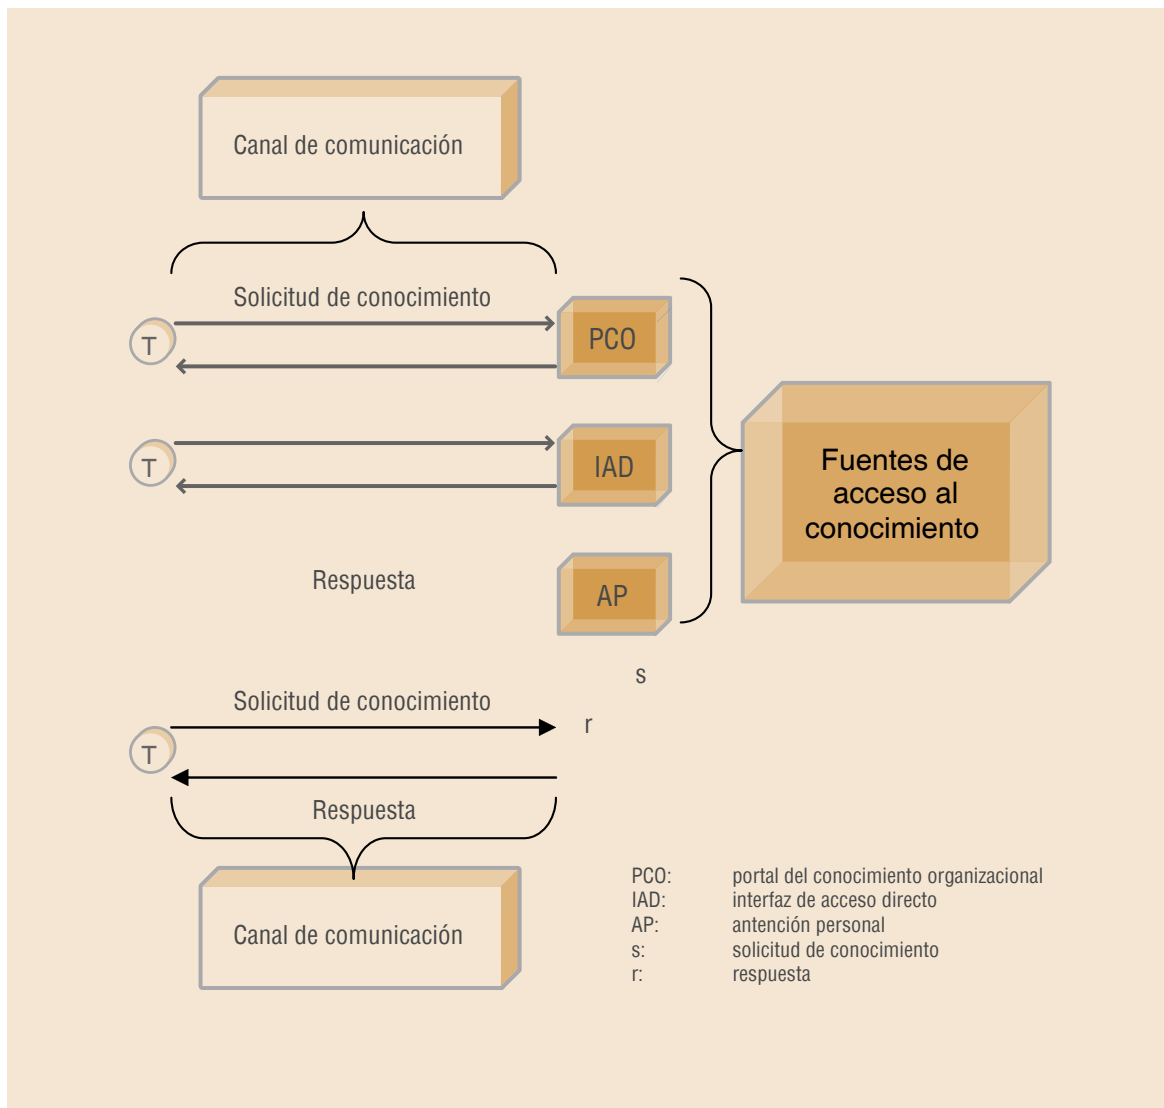 Canal de comunicación
Solicitud de conocimiento
T
PCO
T
IAD
Fuentes de
acceso al
conocimiento
Respuesta
AP
s
Solicitud de conocimiento
r
T
Respuesta
Canal de comunicación
PCO: portal del conocimiento organizacional
IAD: interfaz de acceso directo
AP: antención personal
s: solicitud de conocimiento
r: respuesta